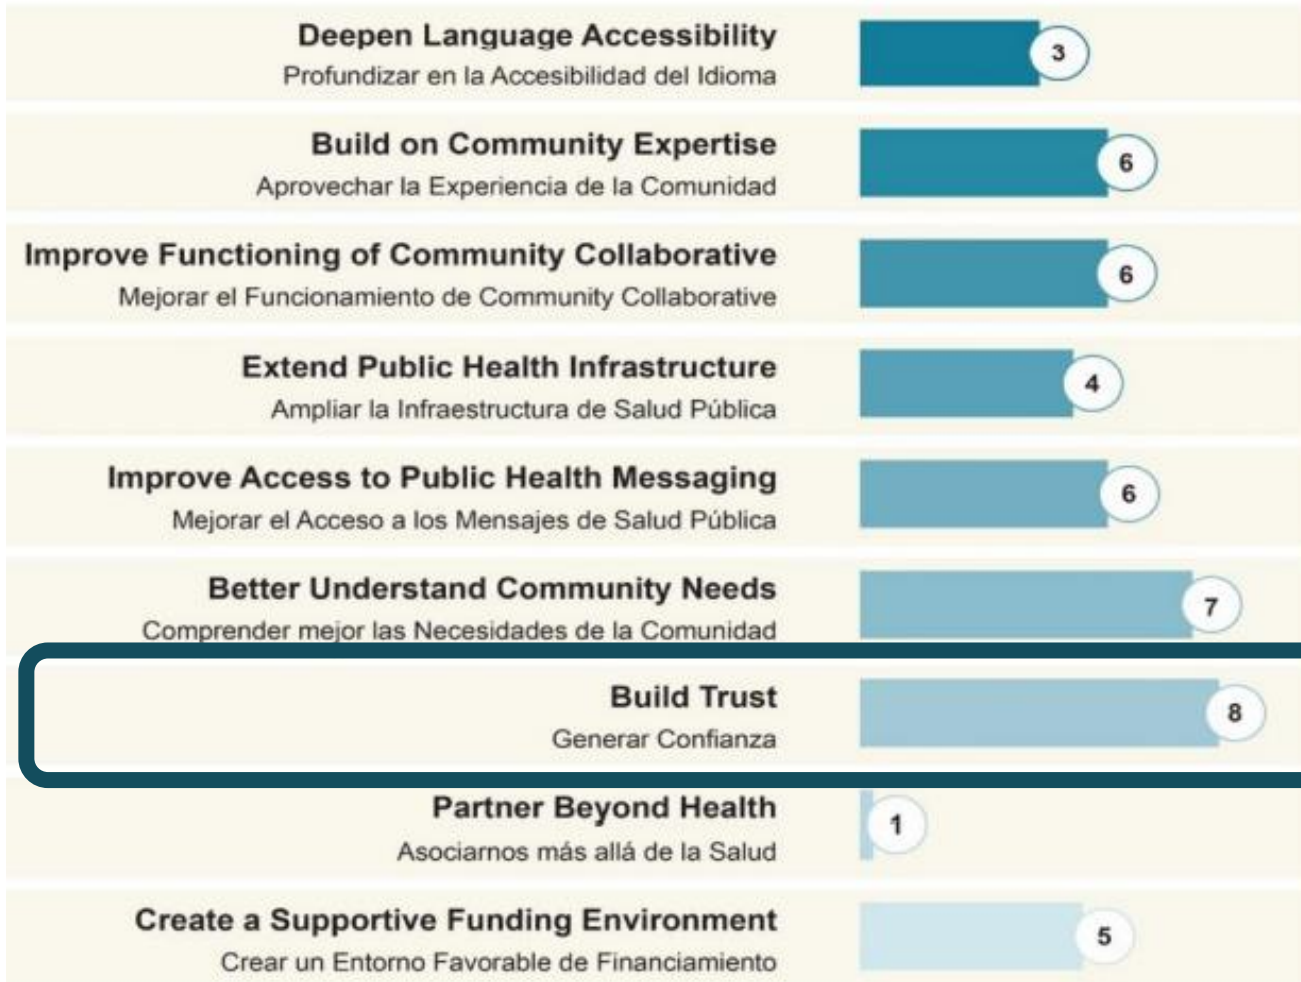 Deepen Language Accessibility
Profundizar en la Accesibilidad del Idioma
3
Build on Community Expertise
Aprovechar la Experiencia de la Comunidad
6
Improve Functioning of Community Collaborative
Mejorar el Funcionamiento de Community Collaborative
6
Extend Public Health Infrastructure
Ampliar la Infraestructura de Salud Pública
4
Improve Access to Public Health Messaging
Mejorar el Acceso a los Mensajes de Salud Pública
6
Better Understand Community Needs
Comprender mejor las Necesidades de la Comunidad
7
Build Trust
Generar Confianza
8
Partner Beyond Health
Asociarnos más allá de la Salud
1
Create a Supportive Funding Environment
Crear un Entorno Favorable de Financiamiento
5